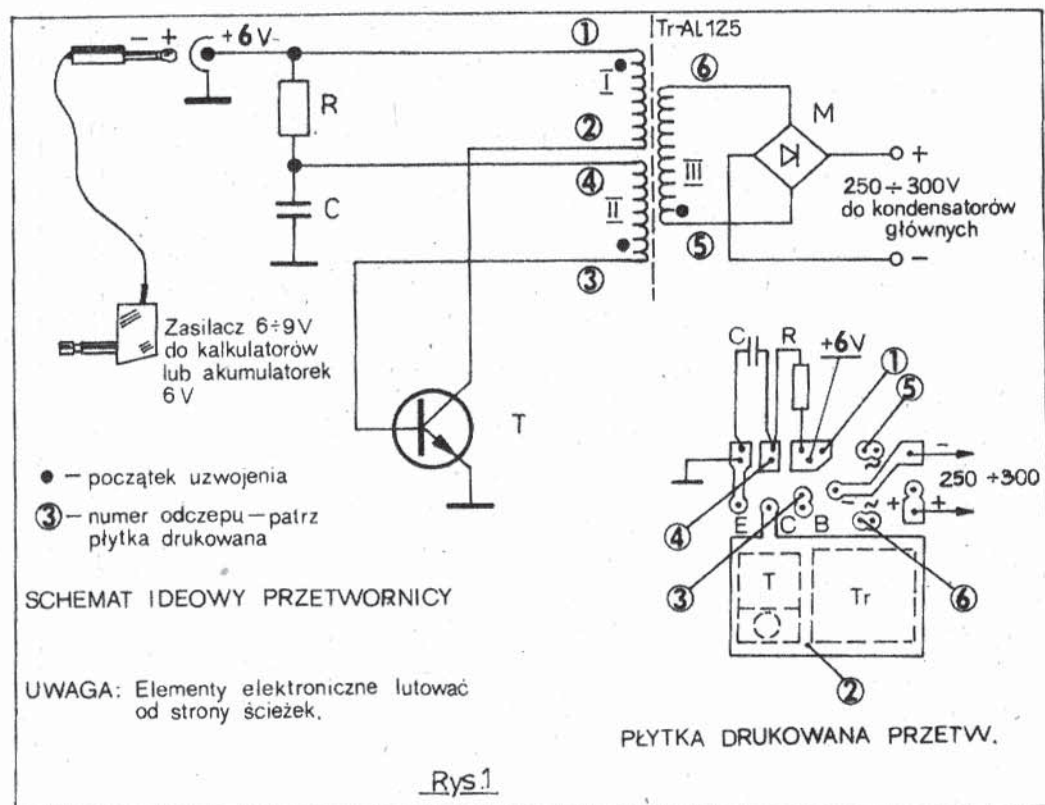 − + +6V
① Tr-AL125
I
⑥
R
M
②
④
+
III
250÷300V
do kondensatorów
głównych
C
II
⑤
−
③
Zasilacz 6÷9V
do kalkulatorów
lub akumulatorek
6V
T
● − początek uzwojenia
③ − numer odczepu − patrz
płytka drukowana
SCHEMAT IDEOWY PRZETWORNICY
UWAGA: Elementy elektroniczne lutować
od strony ścieżek.
C R +6V
①
⑤
~ −
250÷300
− ~ + +
E C B
④
③
T Tr
⑥
②
PŁYTKA DRUKOWANA PRZETW.
Rys.1